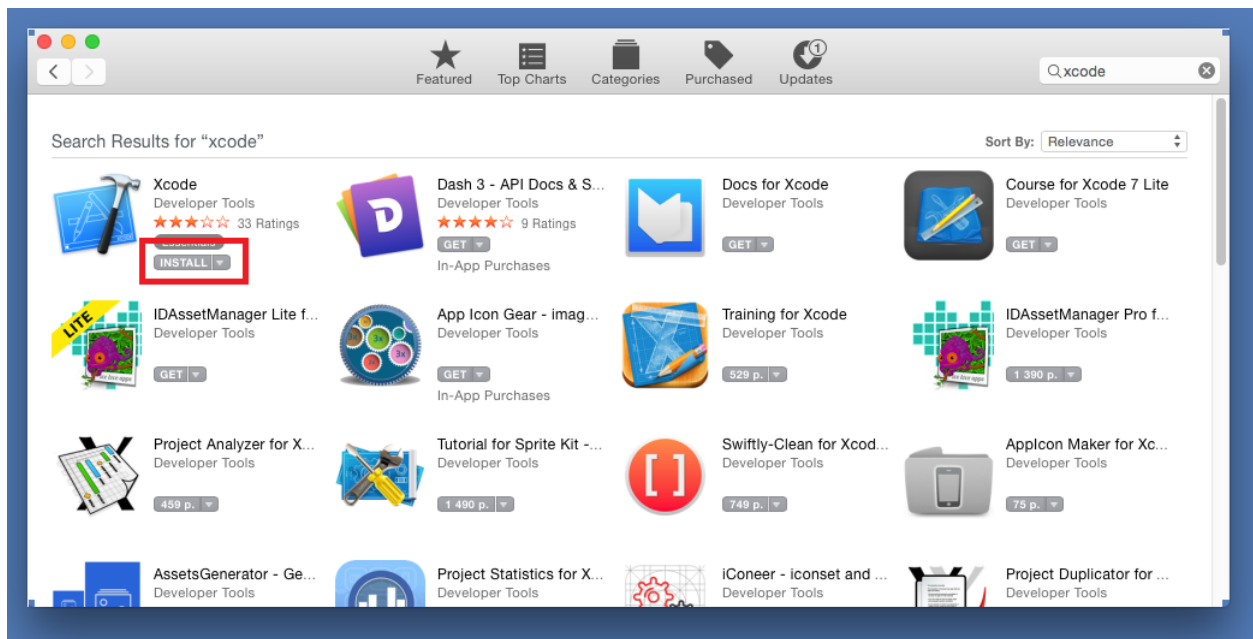 Featured
Top Charts
Categories
Purchased
1
Updates
xcode
Search Results for “xcode”
Sort By: Relevance
Xcode
Developer Tools
33 Ratings
Essentials
INSTALL
Dash 3 - API Docs & S...
Developer Tools
9 Ratings
GET
In-App Purchases
Docs for Xcode
Developer Tools
GET
Course for Xcode 7 Lite
Developer Tools
GET
LITE
IDAssetManager Lite f...
Developer Tools
GET
App Icon Gear - imag...
Developer Tools
GET
In-App Purchases
Training for Xcode
Developer Tools
529 р.
IDAssetManager Pro f...
Developer Tools
1 390 р.
Project Analyzer for X...
Developer Tools
459 р.
Tutorial for Sprite Kit -...
Developer Tools
1 490 р.
Swiftly-Clean for Xcod...
Developer Tools
749 р.
AppIcon Maker for Xc...
Developer Tools
75 р.
AssetsGenerator - Ge...
Developer Tools
Project Statistics for X...
Developer Tools
iConeer - iconset and ...
Developer Tools
Project Duplicator for ...
Developer Tools